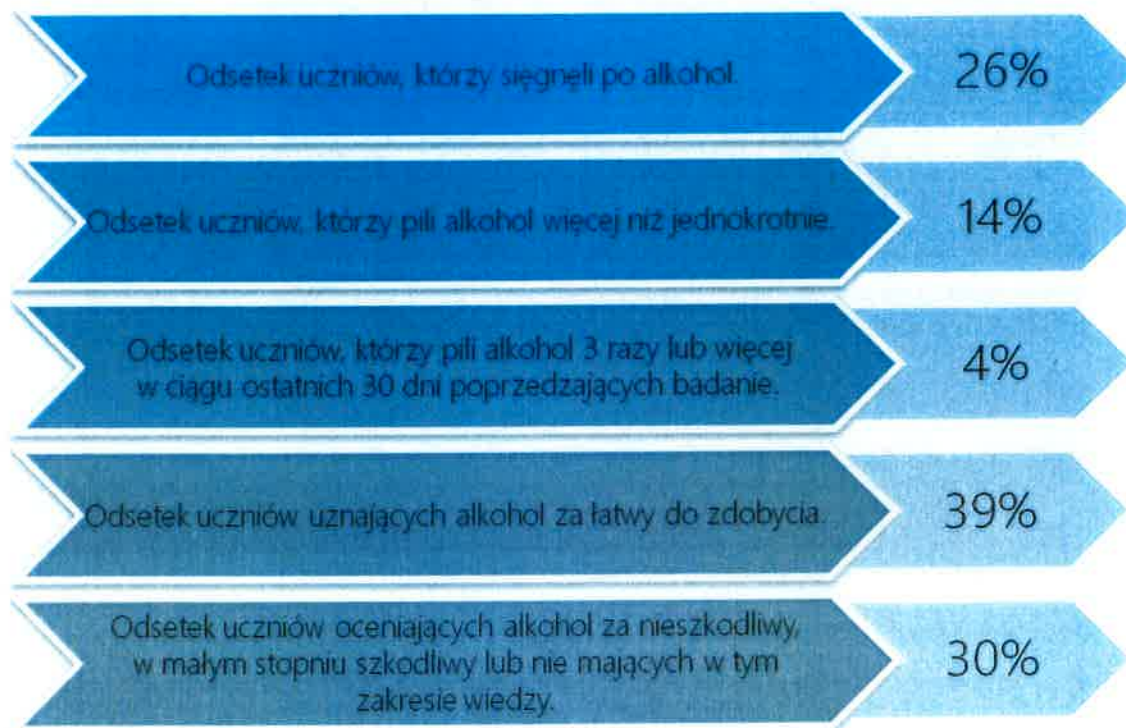 Odsetek uczniów, którzy sięgnęli po alkohol.
26%
Odsetek uczniów, którzy pili alkohol więcej niż jednokrotnie.
14%
Odsetek uczniów, którzy pili alkohol 3 razy lub więcej
w ciągu ostatnich 30 dni poprzedzających badanie.
4%
Odsetek uczniów uznających alkohol za łatwy do zdobycia.
39%
Odsetek uczniów oceniających alkohol za nieszkodliwy,
w małym stopniu szkodliwy lub nie mających w tym
zakresie wiedzy.
30%